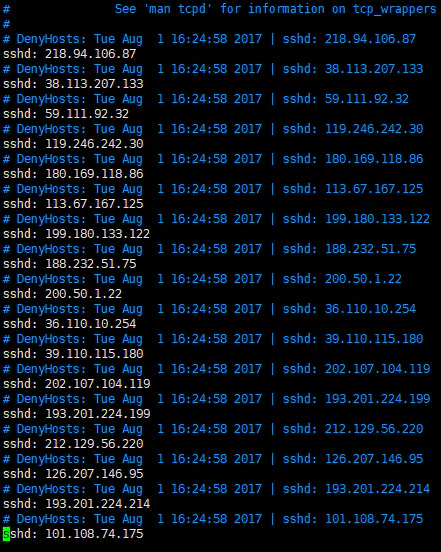 #              See 'man tcpd' for information on tcp_wrappers
#
# DenyHosts: Tue Aug  1 16:24:58 2017 | sshd: 218.94.106.87
sshd: 218.94.106.87
# DenyHosts: Tue Aug  1 16:24:58 2017 | sshd: 38.113.207.133
sshd: 38.113.207.133
# DenyHosts: Tue Aug  1 16:24:58 2017 | sshd: 59.111.92.32
sshd: 59.111.92.32
# DenyHosts: Tue Aug  1 16:24:58 2017 | sshd: 119.246.242.30
sshd: 119.246.242.30
# DenyHosts: Tue Aug  1 16:24:58 2017 | sshd: 180.169.118.86
sshd: 180.169.118.86
# DenyHosts: Tue Aug  1 16:24:58 2017 | sshd: 113.67.167.125
sshd: 113.67.167.125
# DenyHosts: Tue Aug  1 16:24:58 2017 | sshd: 199.180.133.122
sshd: 199.180.133.122
# DenyHosts: Tue Aug  1 16:24:58 2017 | sshd: 188.232.51.75
sshd: 188.232.51.75
# DenyHosts: Tue Aug  1 16:24:58 2017 | sshd: 200.50.1.22
sshd: 200.50.1.22
# DenyHosts: Tue Aug  1 16:24:58 2017 | sshd: 36.110.10.254
sshd: 36.110.10.254
# DenyHosts: Tue Aug  1 16:24:58 2017 | sshd: 39.110.115.180
sshd: 39.110.115.180
# DenyHosts: Tue Aug  1 16:24:58 2017 | sshd: 202.107.104.119
sshd: 202.107.104.119
# DenyHosts: Tue Aug  1 16:24:58 2017 | sshd: 193.201.224.199
sshd: 193.201.224.199
# DenyHosts: Tue Aug  1 16:24:58 2017 | sshd: 212.129.56.220
sshd: 212.129.56.220
# DenyHosts: Tue Aug  1 16:24:58 2017 | sshd: 126.207.146.95
sshd: 126.207.146.95
# DenyHosts: Tue Aug  1 16:24:58 2017 | sshd: 193.201.224.214
sshd: 193.201.224.214
# DenyHosts: Tue Aug  1 16:24:58 2017 | sshd: 101.108.74.175
sshd: 101.108.74.175